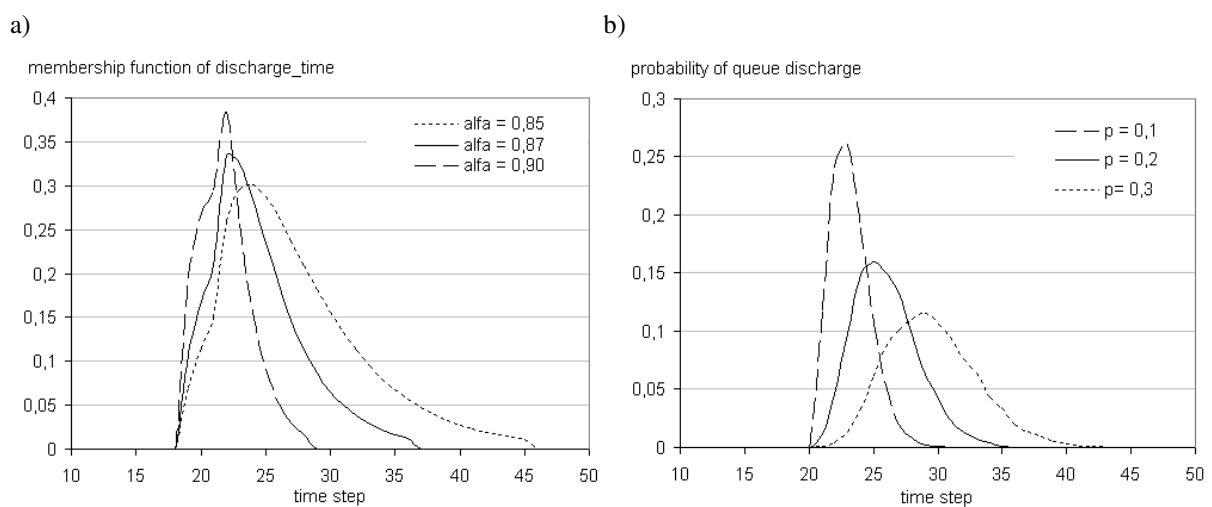 a)
membership function of discharge_time
0,4
0,35
0,3
0,25
0,2
0,15
0,1
0,05
0
alfa = 0,85
alfa = 0,87
alfa = 0,90
10 15 20 25 30 35 40 45 50
time step
b)
probability of queue discharge
0,3
0,25
0,2
0,15
0,1
0,05
0
p = 0,1
p = 0,2
p= 0,3
10 15 20 25 30 35 40 45 50
time step